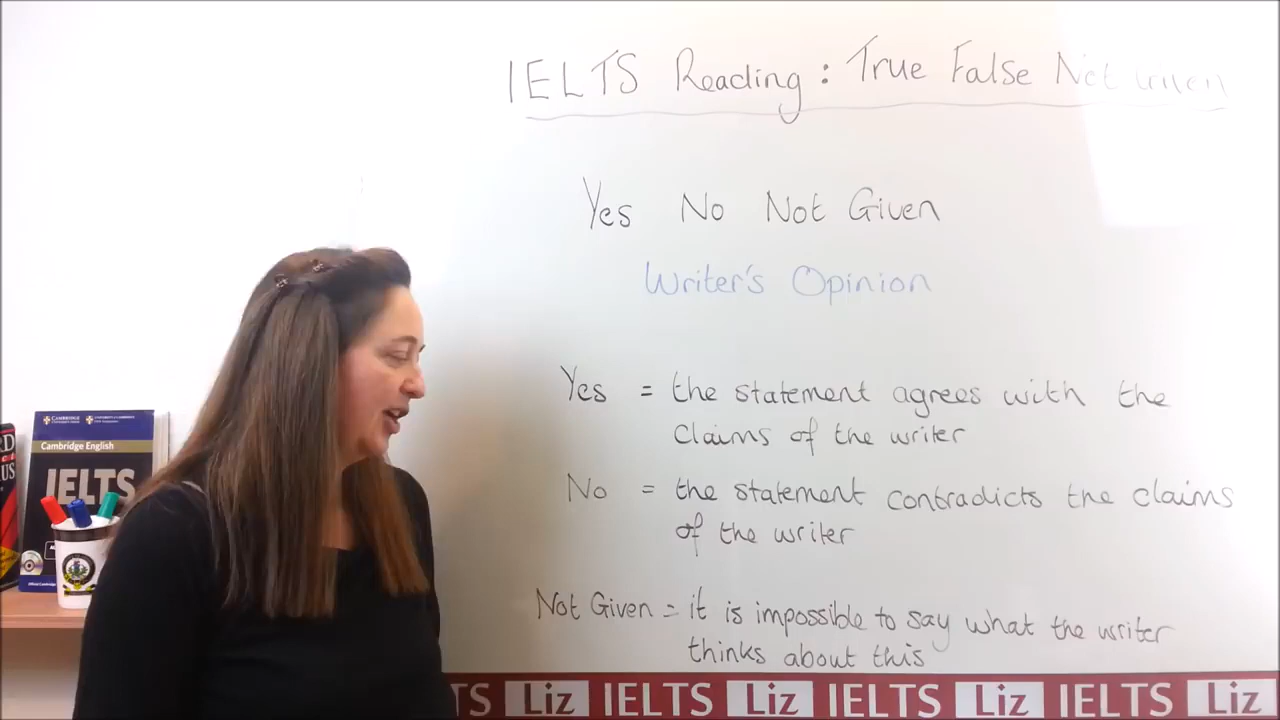 IELTS Reading : True False Not Given
Yes No Not Given
Writer's Opinion
Yes = the statement agrees with the
claims of the writer
No = the statement contradicts the claims
of the writer
Not Given = it is impossible to say what the writer
thinks about this
CAMBRIDGE
Cambridge English
IELTS
TS Liz IELTS Liz IELTS Liz IELTS Liz